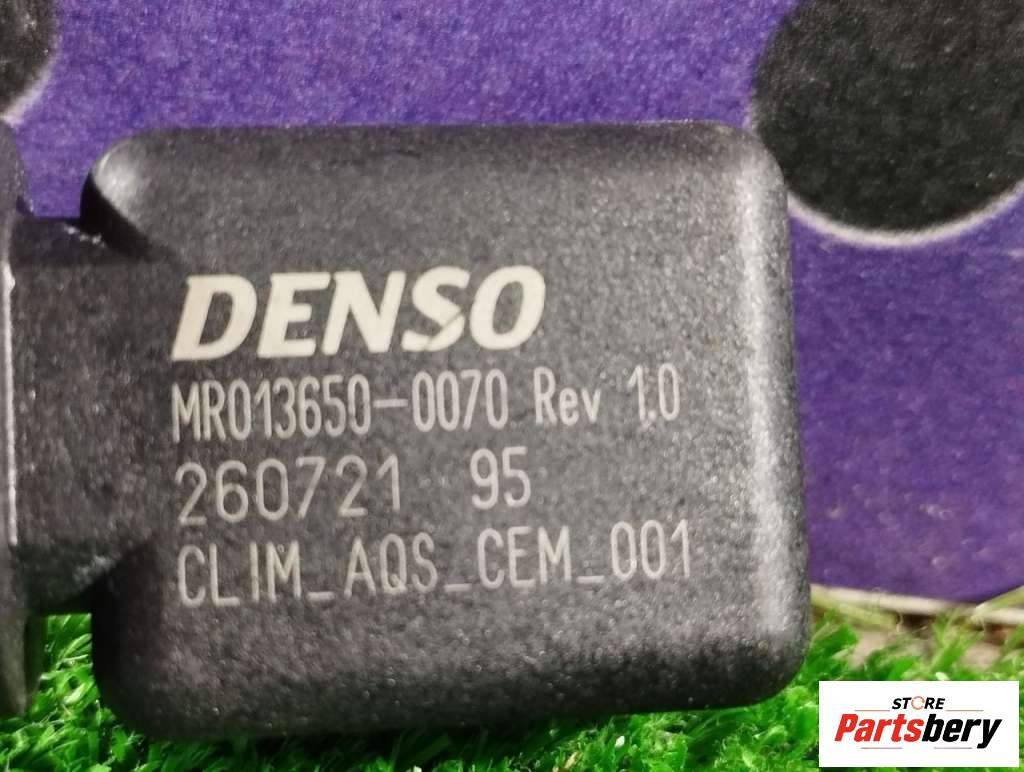 DENSO
MR013650-0070 Rev 1.0
260721 95
CLIM_AQS_CEM_001
STORE
Partsbery